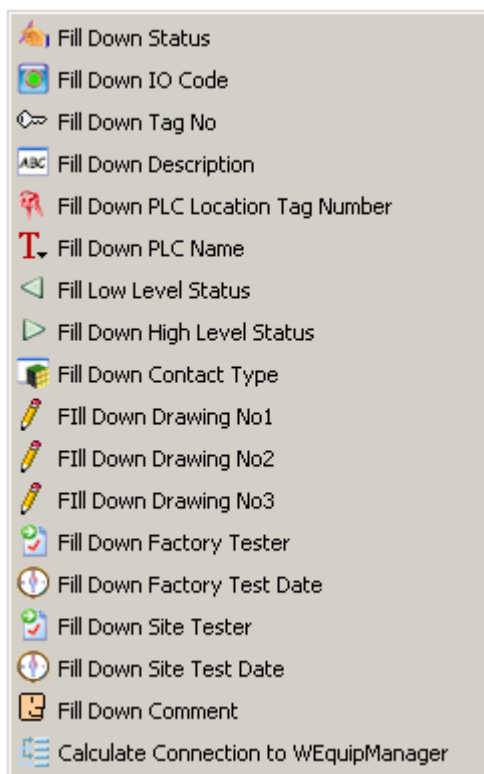 Fill Down Status
Fill Down IO Code
Fill Down Tag No
ABC Fill Down Description
Fill Down PLC Location Tag Number
T Fill Down PLC Name
Fill Low Level Status
Fill Down High Level Status
Fill Down Contact Type
FIll Down Drawing No1
FIll Down Drawing No2
FIll Down Drawing No3
Fill Down Factory Tester
Fill Down Factory Test Date
Fill Down Site Tester
Fill Down Site Test Date
Fill Down Comment
Calculate Connection to WEquipManager